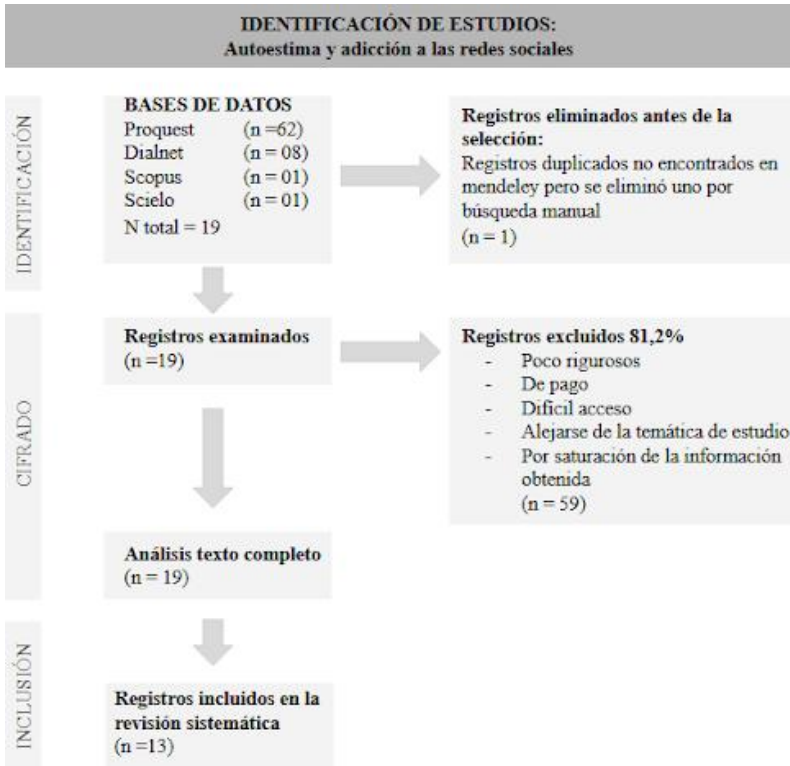 IDENTIFICACIÓN DE ESTUDIOS:
Autoestima y adicción a las redes sociales
IDENTIFICACIÓN
BASES DE DATOS
Proquest (n =62)
Dialnet (n = 08)
Scopus (n = 01)
Scielo (n = 01)
N total = 19
Registros eliminados antes de la
selección:
Registros duplicados no encontrados en
mendeley pero se eliminó uno por
búsqueda manual
(n = 1)
CIFRADO
Registros examinados
(n =19)
Registros excluidos 81,2%
- Poco rigurosos
- De pago
- Dificil acceso
- Alejarse de la temática de estudio
- Por saturación de la información
obtenida
(n = 59)
Análisis texto completo
(n = 19)
INCLUSIÓN
Registros incluidos en la
revisión sistemática
(n =13)